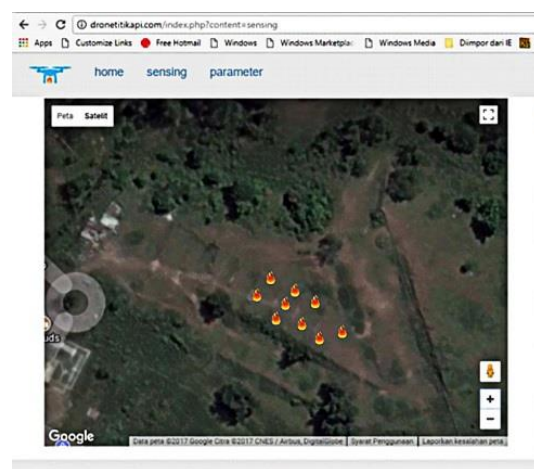 dronetitikapi.com/index.php?content=sensing
Apps Customize Links Free Hotmail Windows Windows Marketplac Windows Media Diimpor dari IE
home sensing parameter
Peta Satelit
uds
Google
Data peta ©2017 Google Citra ©2017 CNES / Airbus, DigitalGlobe Syarat Penggunaan Laporkan kesalahan peta